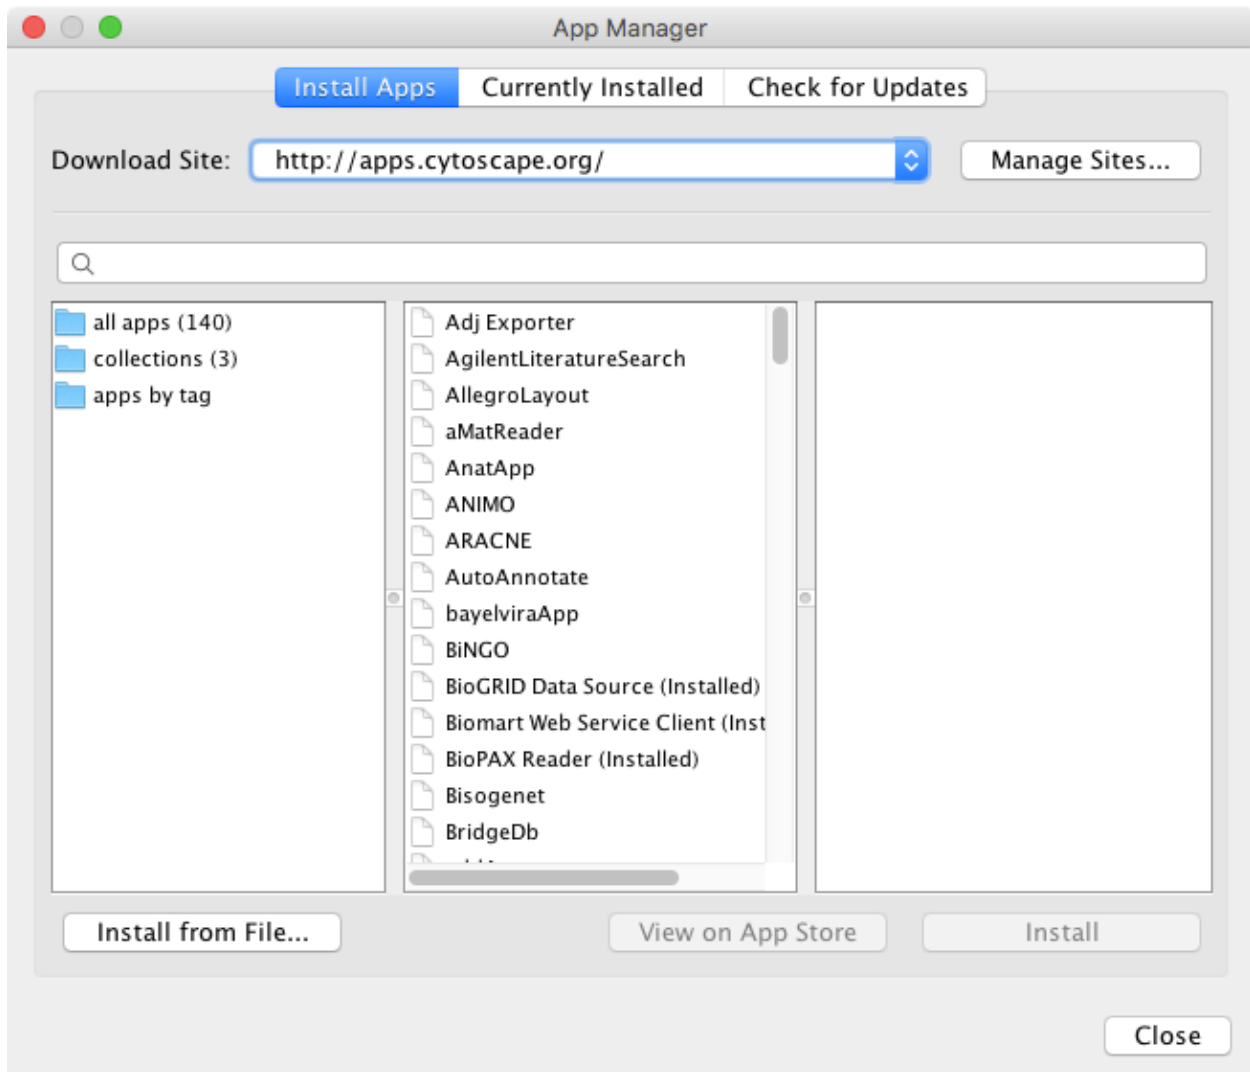 App Manager
Install Apps
Currently Installed
Check for Updates
Download Site:
http://apps.cytoscape.org/
Manage Sites...
all apps (140)
collections (3)
apps by tag
Adj Exporter
AgilentLiteratureSearch
AllegroLayout
aMatReader
AnatApp
ANIMO
ARACNE
AutoAnnotate
bayelviraApp
BiNGO
BioGRID Data Source (Installed)
Biomart Web Service Client (Inst
BioPAX Reader (Installed)
Bisogenet
BridgeDb
Install from File...
View on App Store
Install
Close